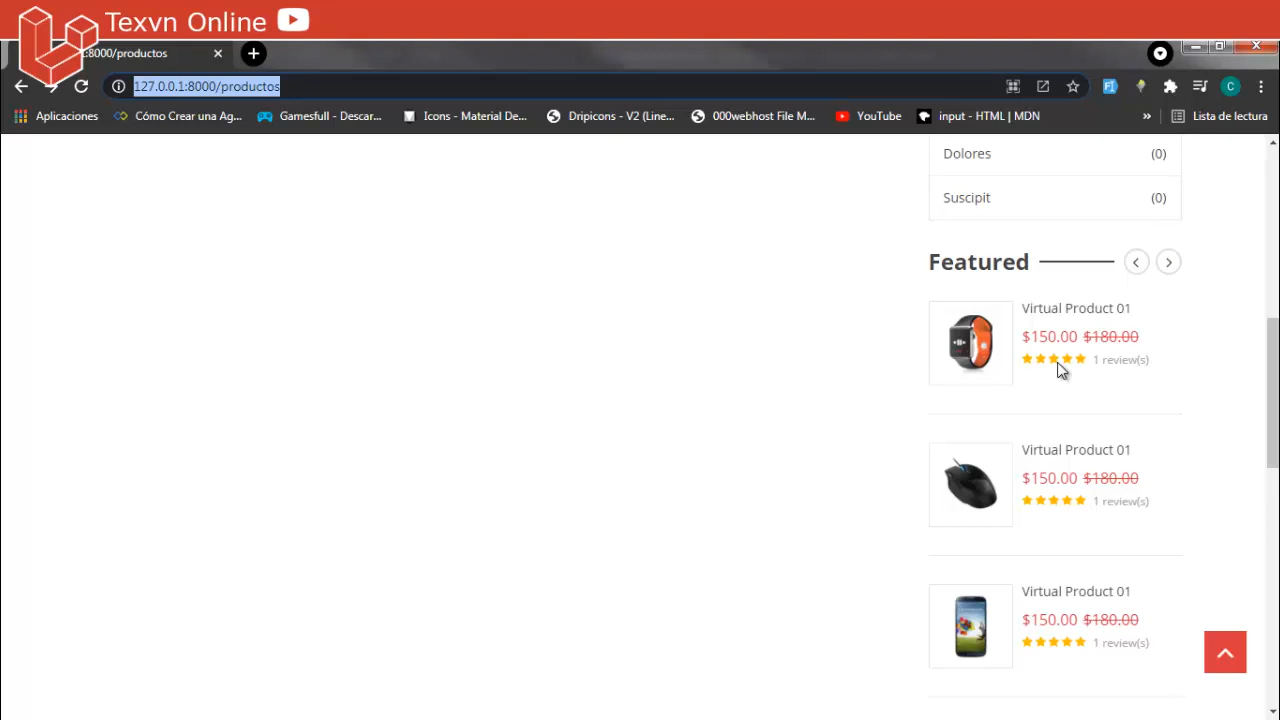 Texvn Online
:8000/productos
127.0.0.1:8000/productos
C
Aplicaciones
Cómo Crear una Ag...
Gamesfull - Descar...
Icons - Material De...
Dripicons - V2 (Line...
000webhost File M...
YouTube
input - HTML | MDN
»
Lista de lectura
Dolores (0)
Suscipit (0)
Featured
Virtual Product 01
$150.00 $180.00
1 review(s)
Virtual Product 01
$150.00 $180.00
1 review(s)
Virtual Product 01
$150.00 $180.00
1 review(s)